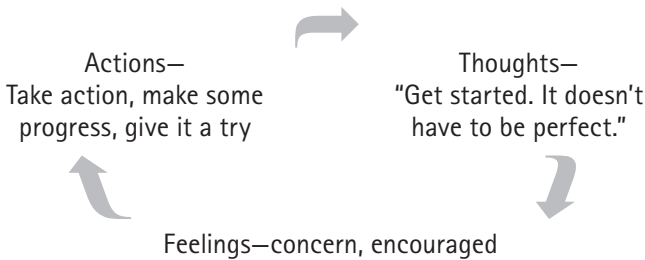 Actions—
Take action, make some
progress, give it a try
Thoughts—
"Get started. It doesn't
have to be perfect."
Feelings—concern, encouraged